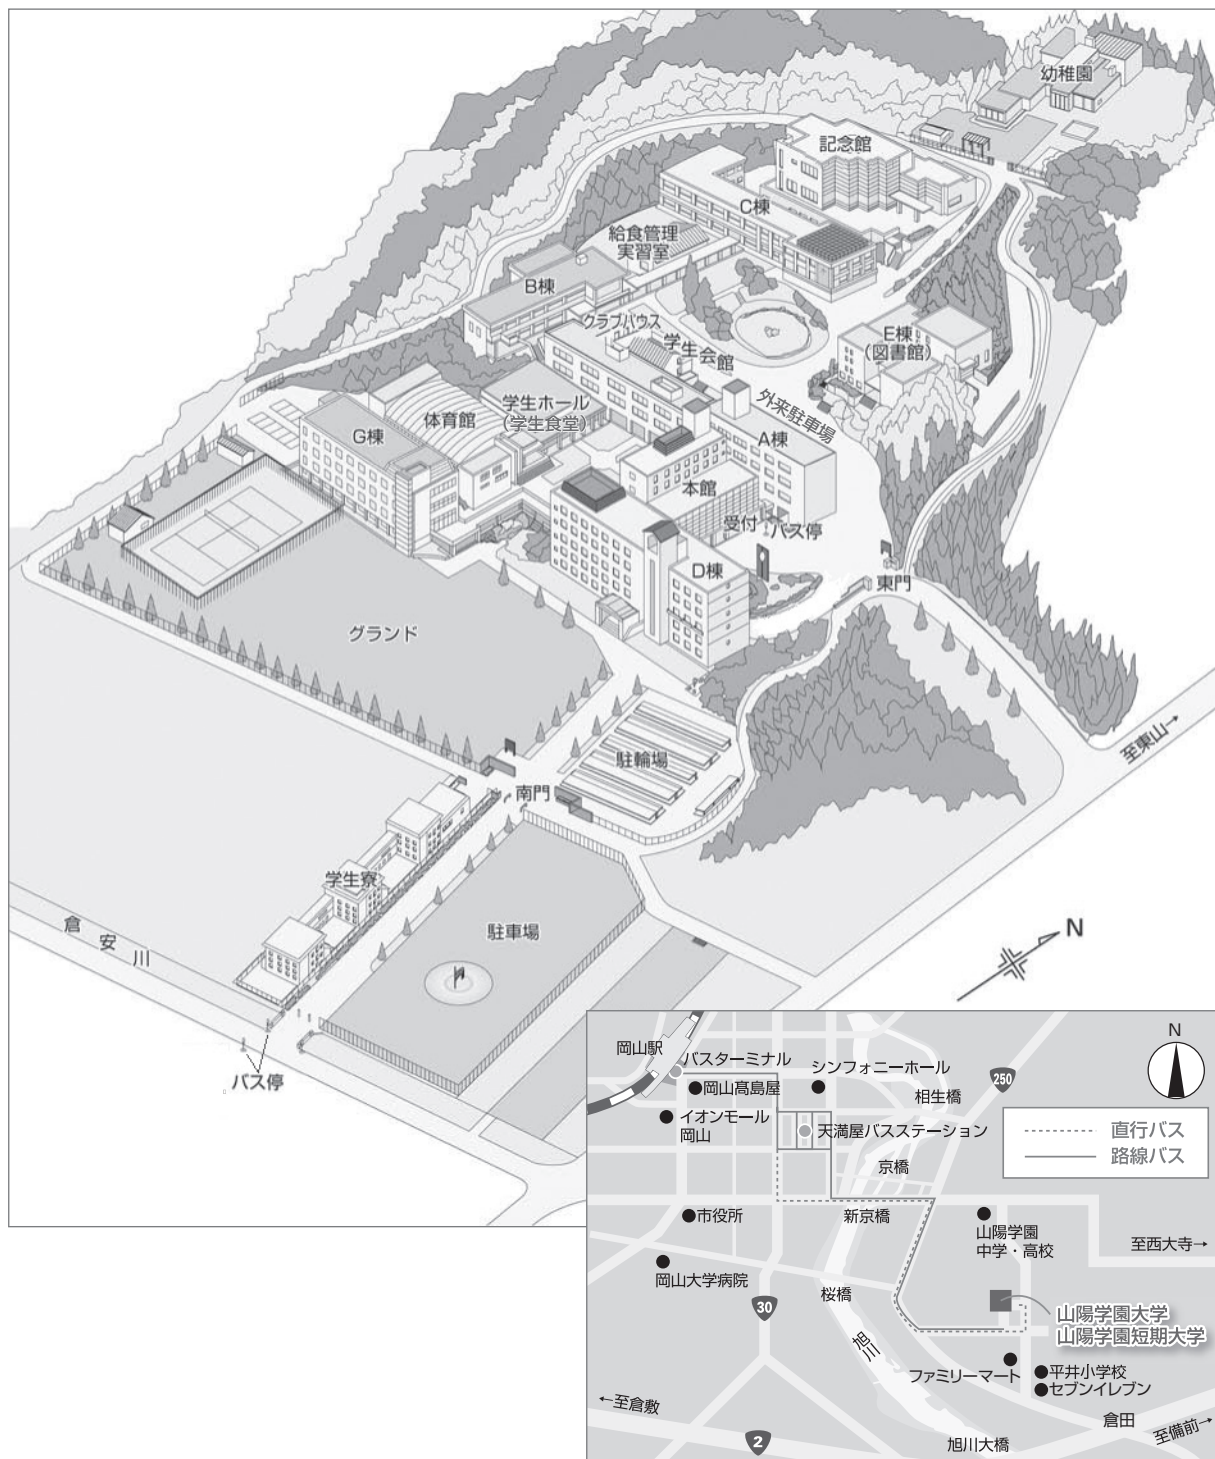 幼稚園
記念館
C棟
給食管理
実習室
B棟
クラブハウス
学生会館
E棟
(図書館)
外来駐車場
学生ホール
(学生食堂)
体育館
G棟
A棟
本館
受付
バス停
D棟
東門
グランド
至東山→
駐輪場
南門
学生寮
駐車場
倉安川
バス停
N
岡山駅
バスターミナル
岡山髙島屋
シンフォニーホール
イオンモール
岡山
天満屋バスステーション
相生橋
250
N
直行バス
路線バス
京橋
新京橋
市役所
岡山大学病院
山陽学園
中学・高校
至西大寺→
桜橋
30
旭川
山陽学園大学
山陽学園短期大学
ファミリーマート
平井小学校
セブンイレブン
←至倉敷
2
旭川大橋
倉田
至備前→